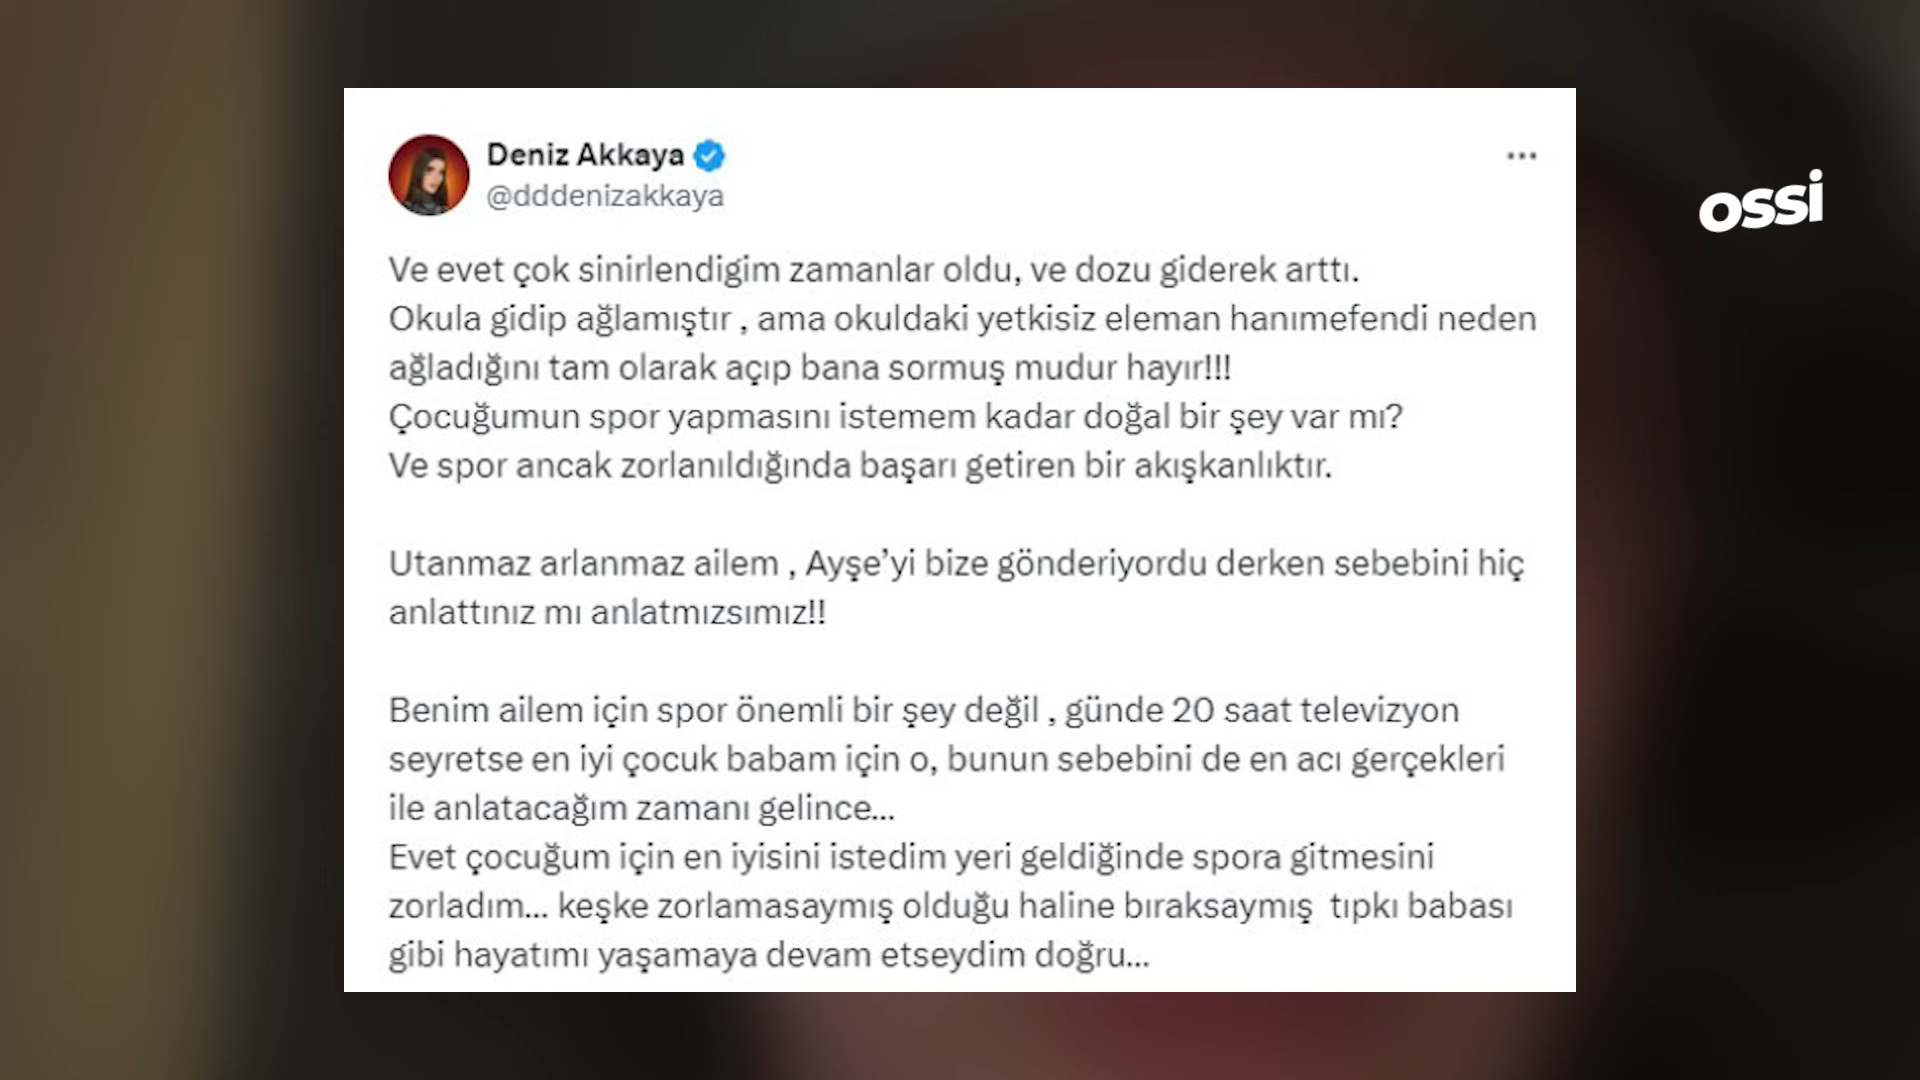 Deniz Akkaya
@dddenizakkaya
ossi
Ve evet çok sinirlendigim zamanlar oldu, ve dozu giderek arttı.
Okula gidip ağlamıştır , ama okuldaki yetkisiz eleman hanımefendi neden
ağladığını tam olarak açıp bana sormuş mudur hayır!!!
Çocuğumun spor yapmasını istemem kadar doğal bir şey var mı?
Ve spor ancak zorlanıldığında başarı getiren bir akışkanlıktır.
Utanmaz arlanmaz ailem , Ayşe’yi bize gönderiyordu derken sebebini hiç
anlattınız mı anlatmızsımız!!
Benim ailem için spor önemli bir şey değil , günde 20 saat televizyon
seyretse en iyi çocuk babam için o, bunun sebebini de en acı gerçekleri
ile anlatacağım zamanı gelince...
Evet çocuğum için en iyisini istedim yeri geldiğinde spora gitmesini
zorladım... keşke zorlamasaymış olduğu haline bıraksaymış tıpkı babası
gibi hayatımı yaşamaya devam etseydim doğru...